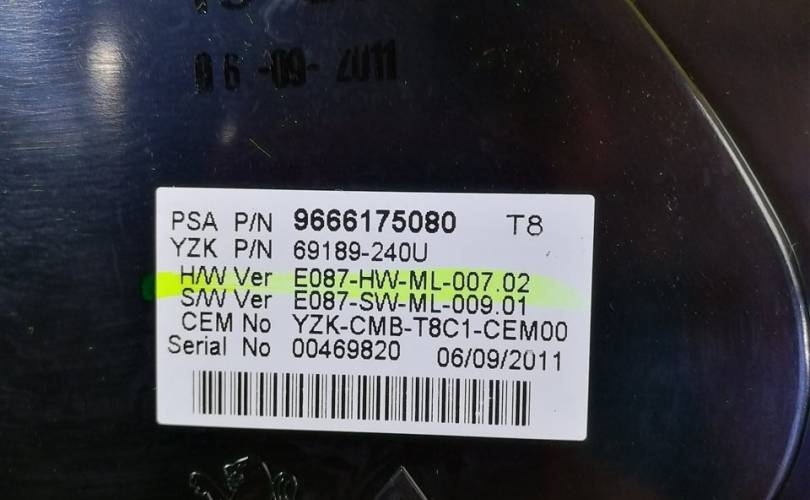 06-09-2011
PSA P/N 9666175080 T8
YZK P/N 69189-240U
H/W Ver E087-HW-ML-007.02
S/W Ver E087-SW-ML-009.01
CEM No YZK-CMB-T8C1-CEM00
Serial No 00469820 06/09/2011